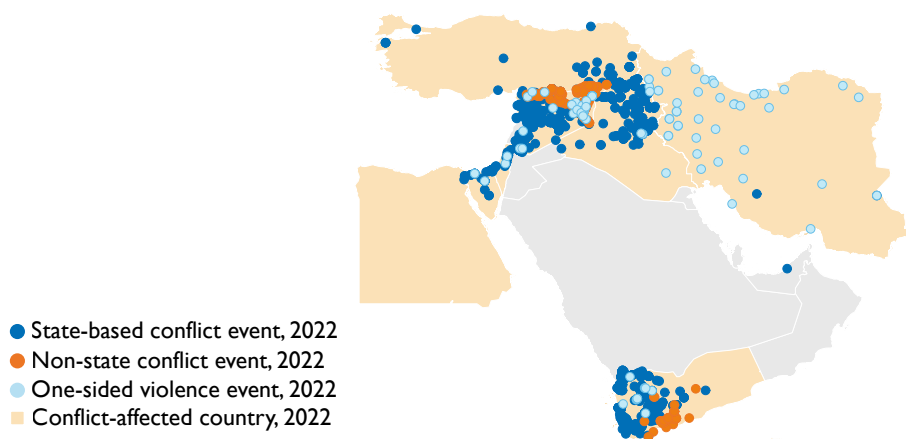 State-based conflict event, 2022
Non-state conflict event, 2022
One-sided violence event, 2022
Conflict-affected country, 2022